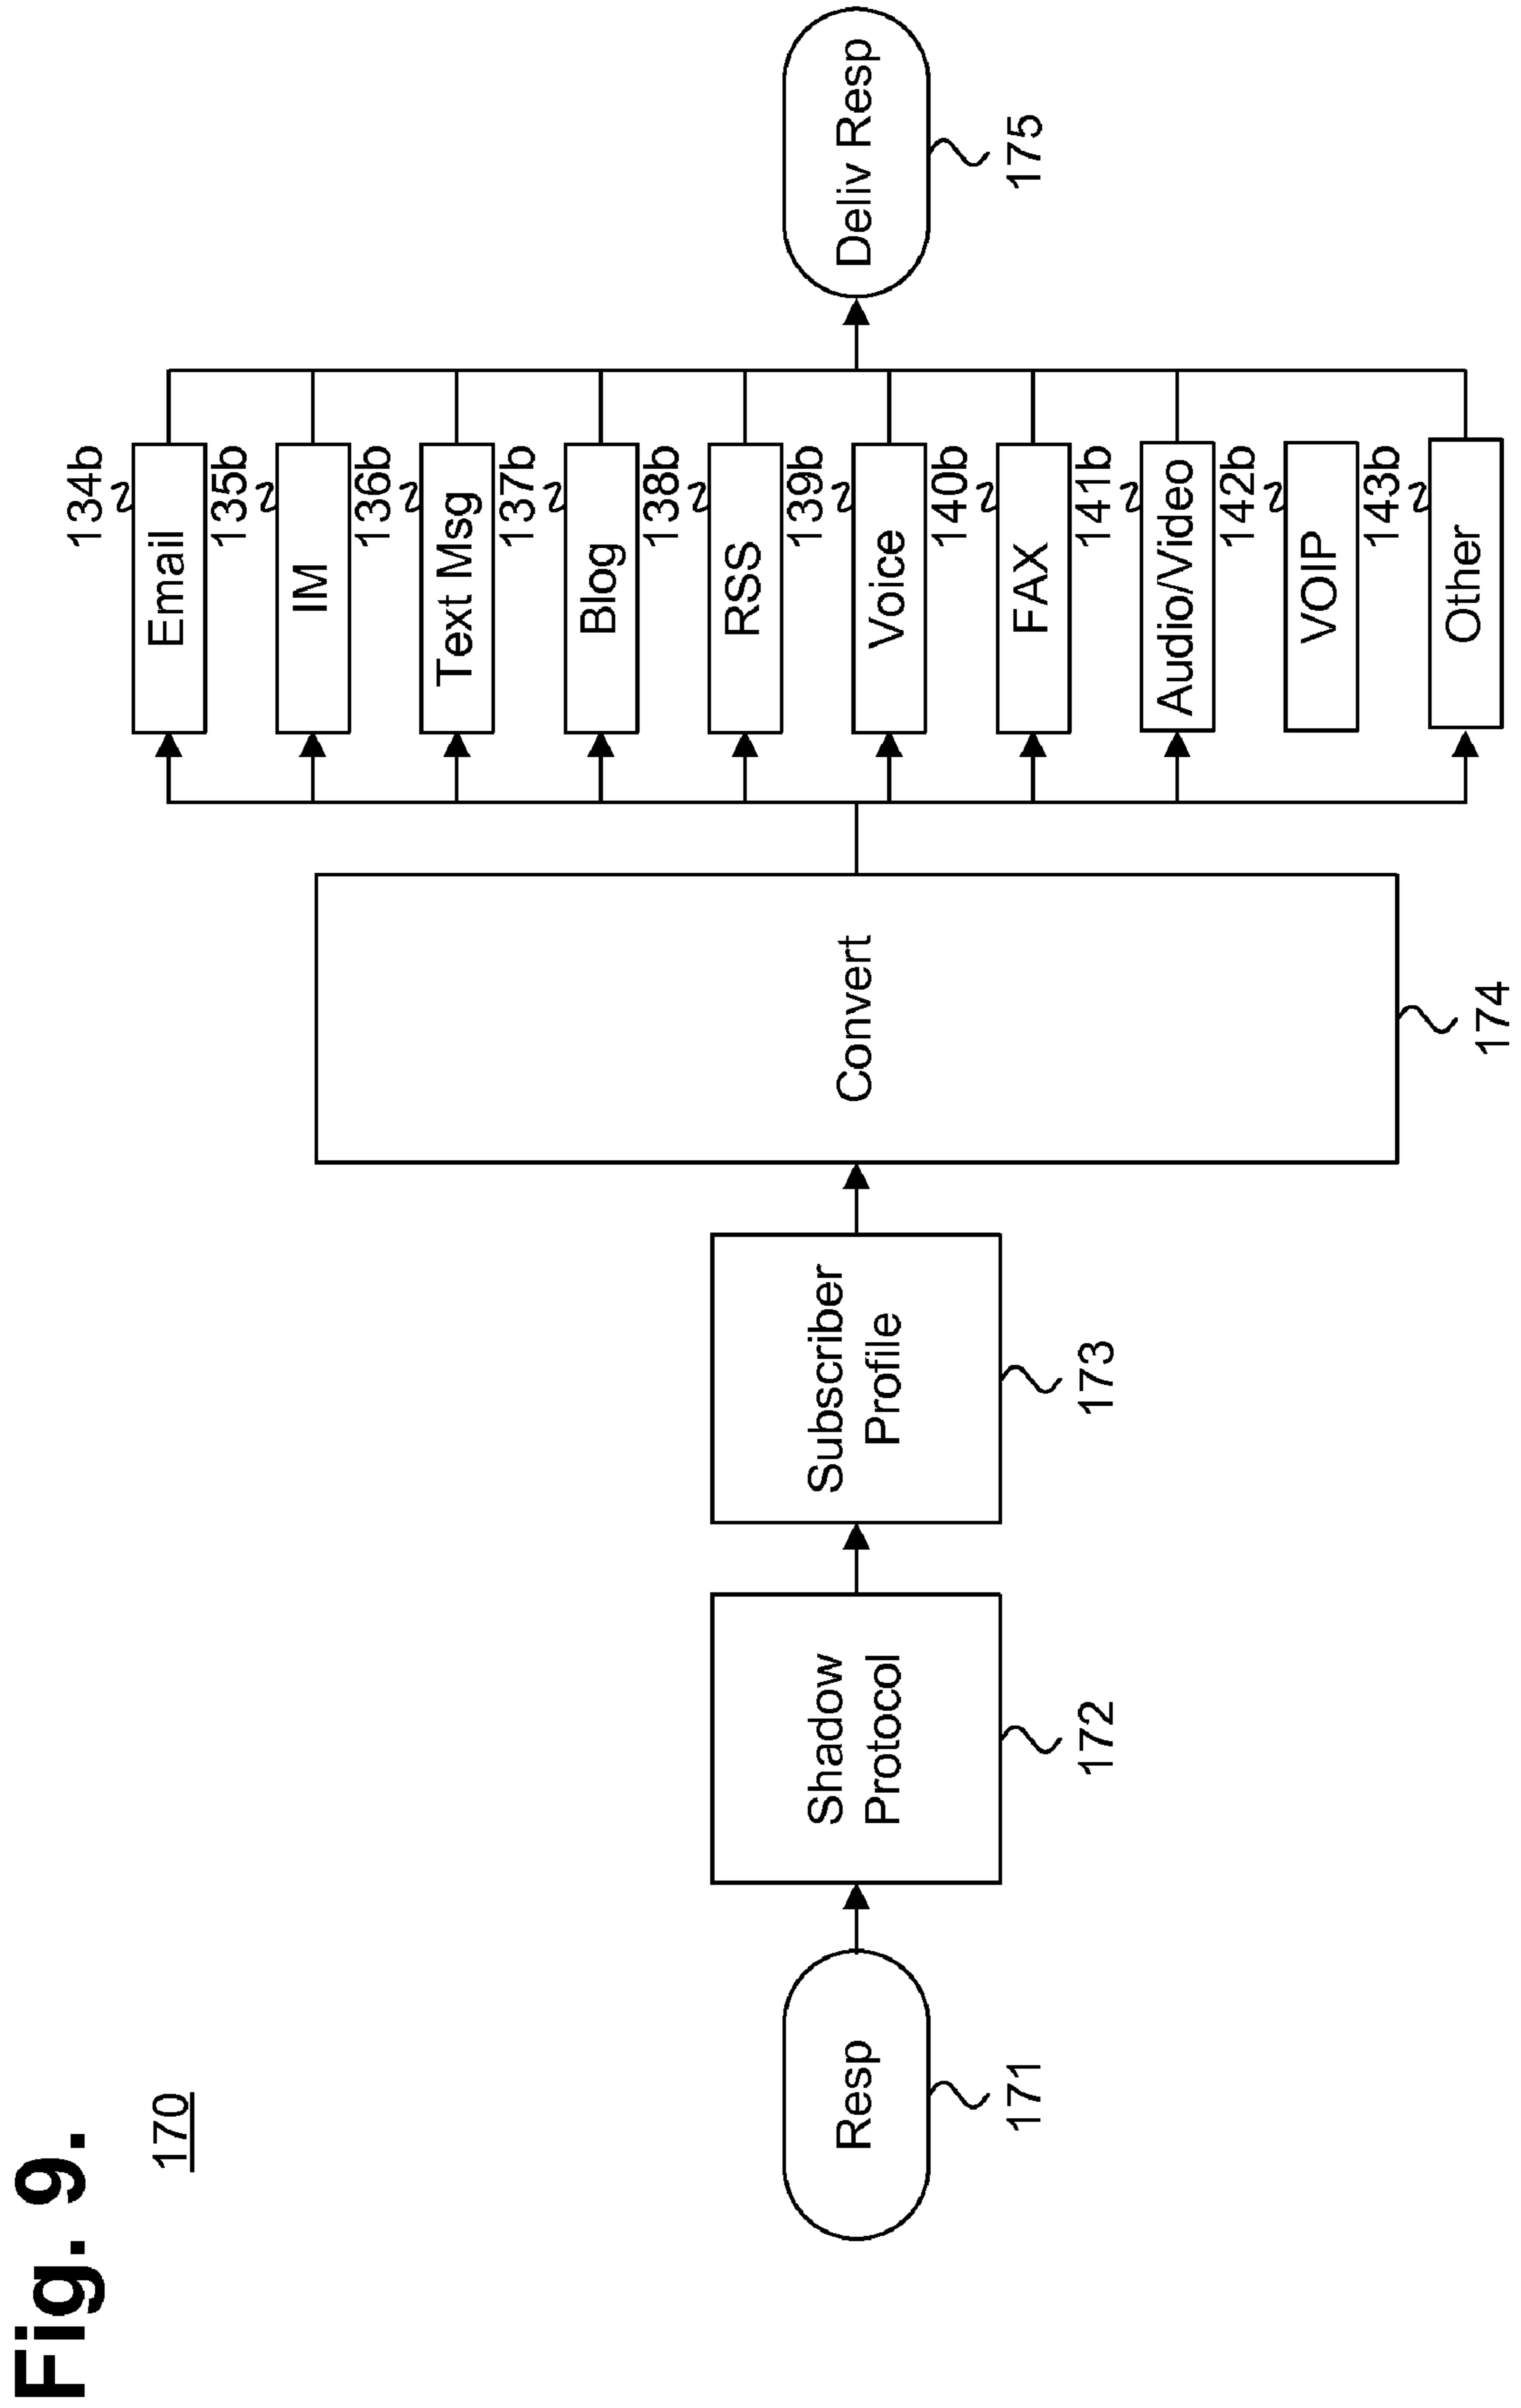 Fig. 9.
170
Resp
171
Shadow
Protocol
172
Subscriber
Profile
173
Convert
174
134b
Email
135b
IM
136b
Text Msg
137b
Blog
138b
RSS
139b
Voice
140b
FAX
141b
Audio/Video
142b
VOIP
143b
Other
Deliv Resp
175